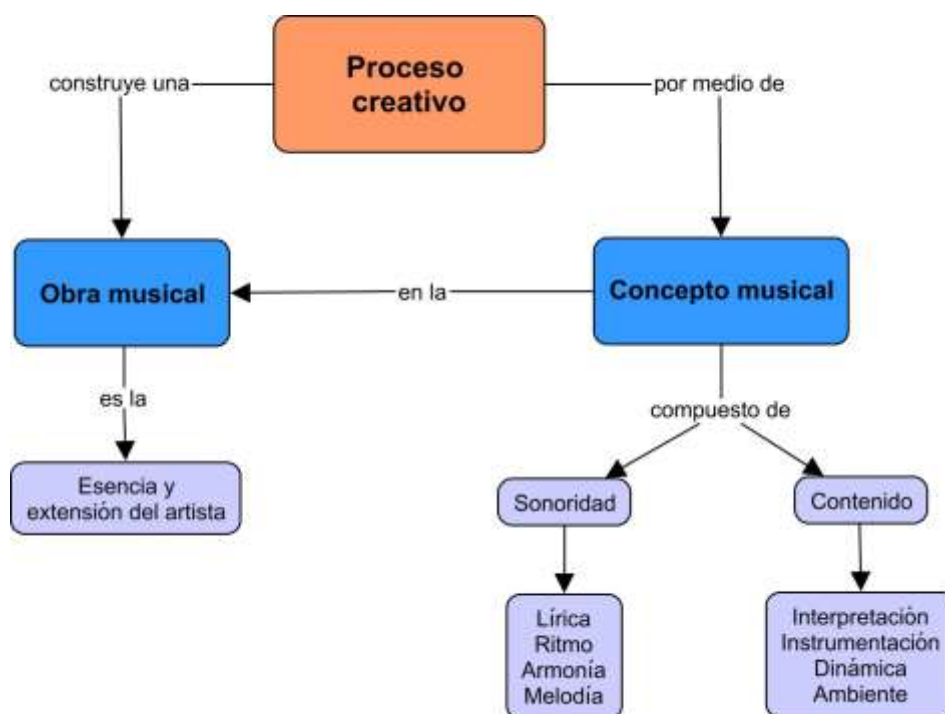 Proceso
creativo
construye una
por medio de
Obra musical
en la
Concepto musical
es la
compuesto de
Esencia y
extensión del artista
Sonoridad
Contenido
Lírica
Ritmo
Armonía
Melodía
Interpretación
Instrumentación
Dinámica
Ambiente